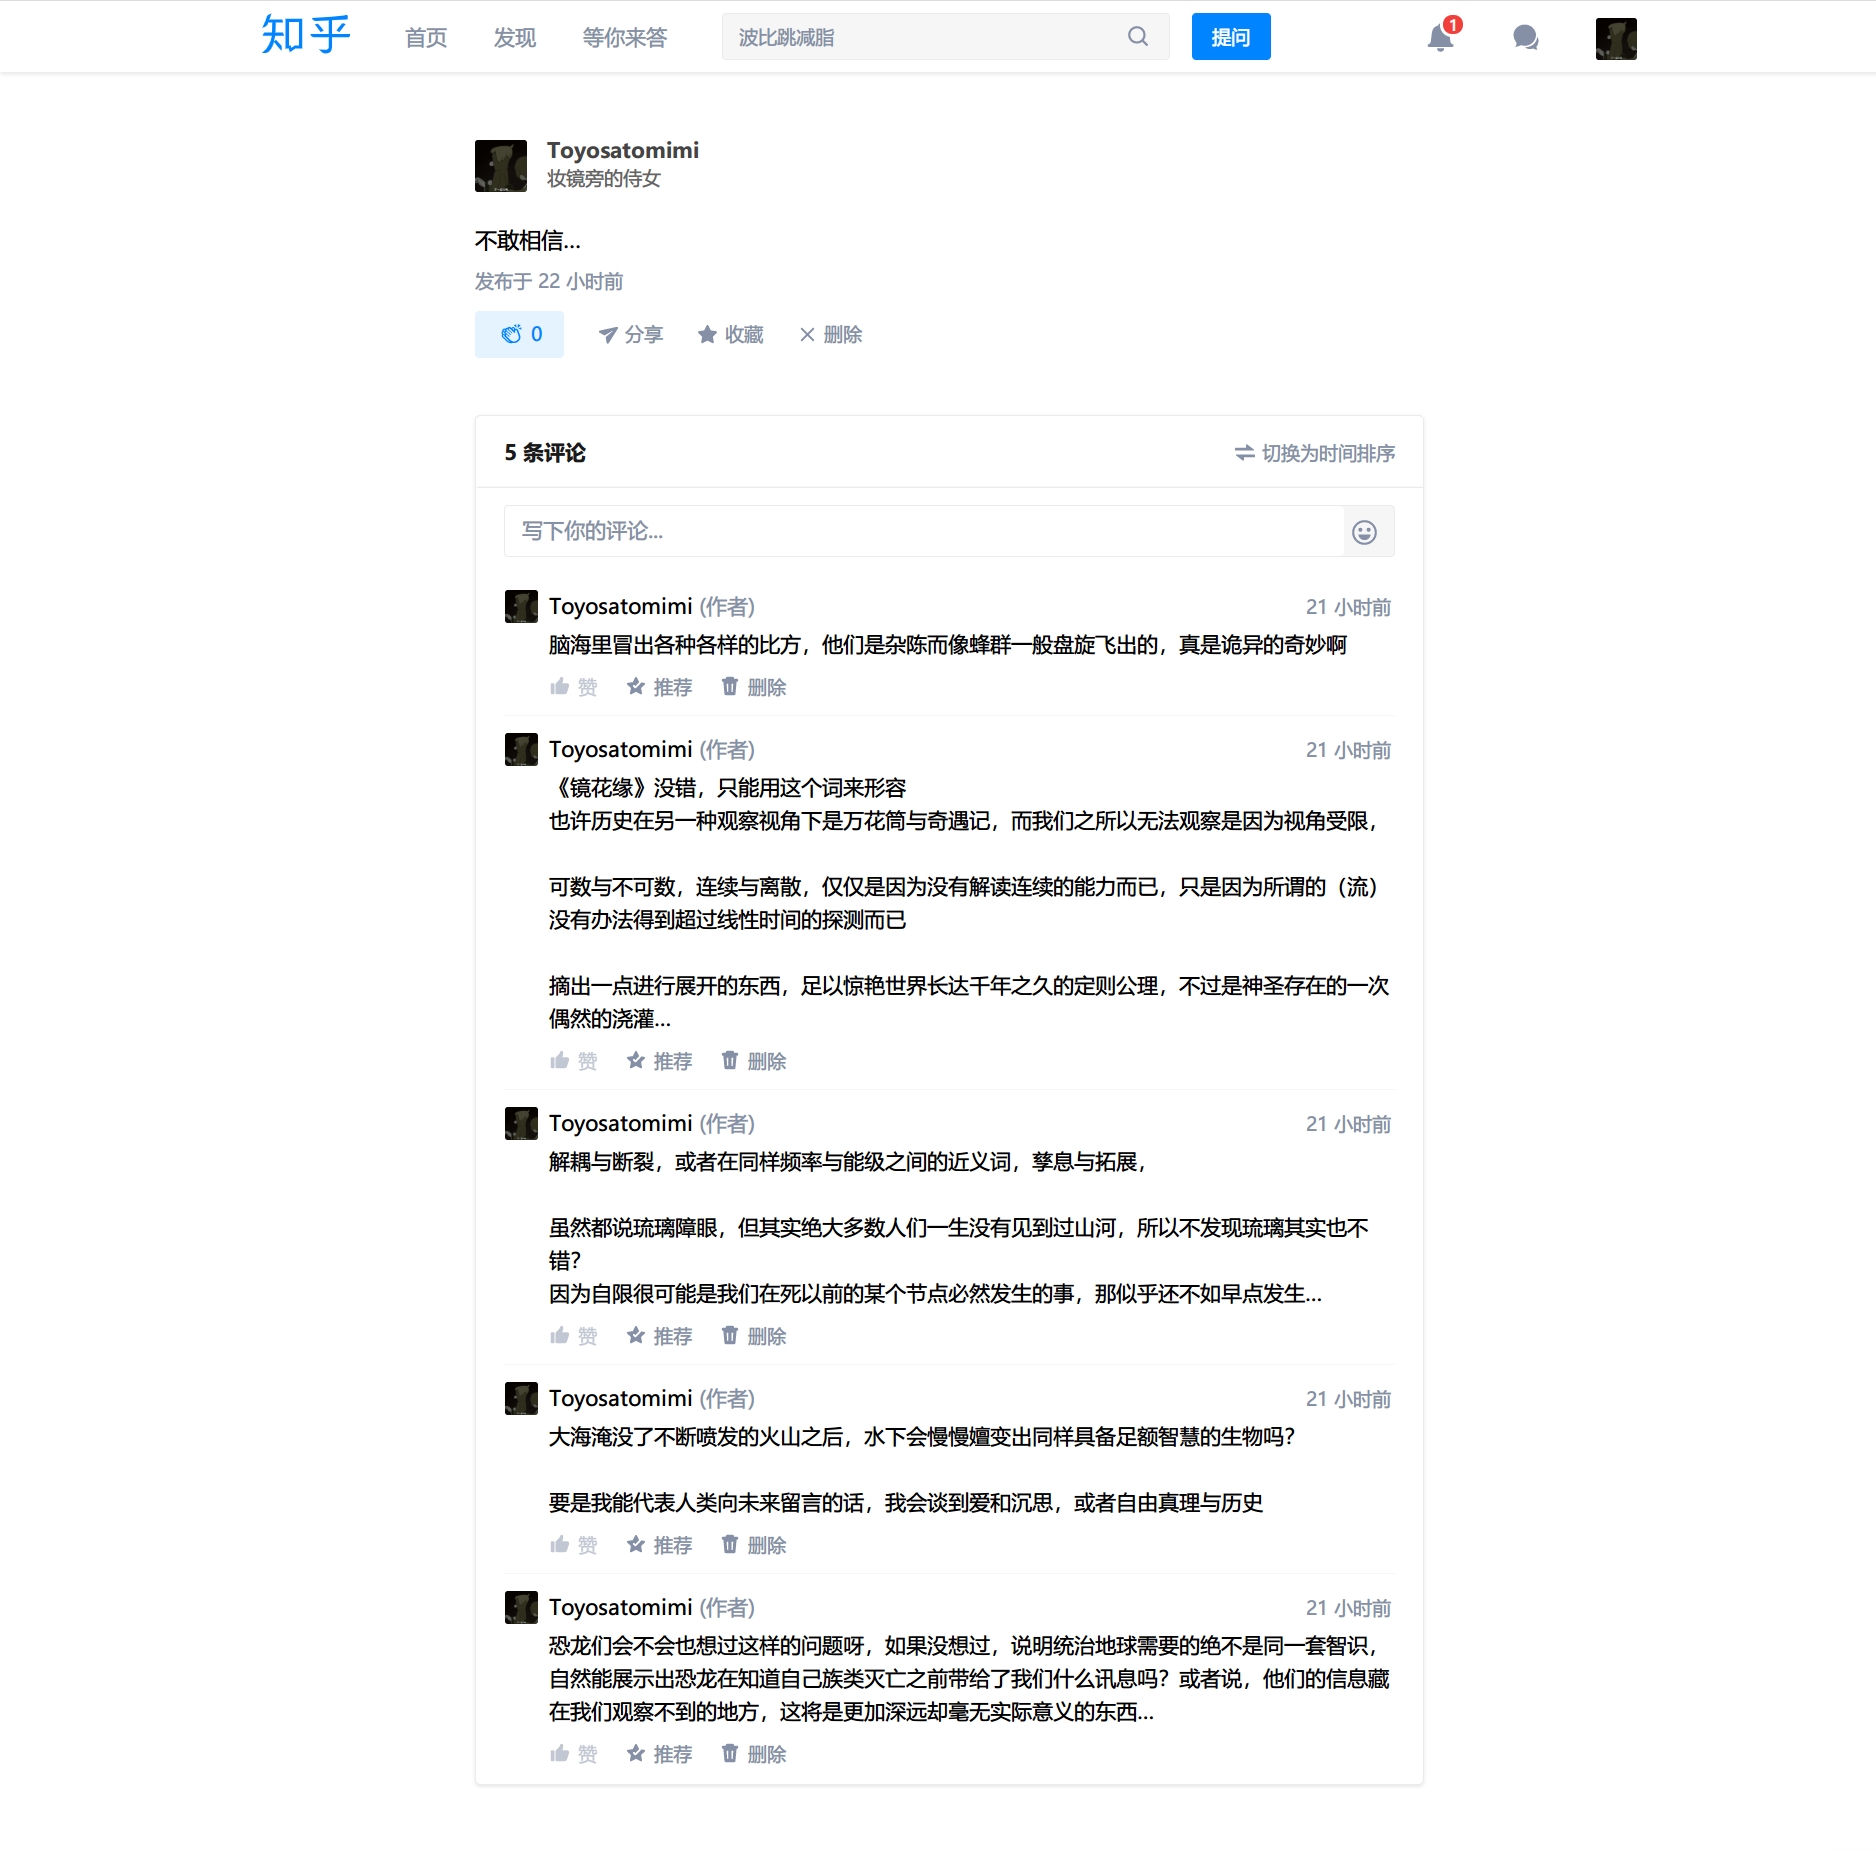 知乎 首页 发现 等你来答 波比跳减脂 提问 1
Toyosatomimi
妆镜旁的侍女
不敢相信...
发布于 22 小时前
0 分享 收藏 删除
5 条评论 切换为时间排序
写下你的评论...
Toyosatomimi (作者) 21 小时前
脑海里冒出各种各样的比方，他们是杂陈而像蜂群一般盘旋飞出的，真是诡异的奇妙啊
赞 推荐 删除
Toyosatomimi (作者) 21 小时前
《镜花缘》没错，只能用这个词来形容
也许历史在另一种观察视角下是万花筒与奇遇记，而我们之所以无法观察是因为视角受限，
可数与不可数，连续与离散，仅仅是因为没有解读连续的能力而已，只是因为所谓的（流）
没有办法得到超过线性时间的探测而已
摘出一点进行展开的东西，足以惊艳世界长达千年之久的定则公理，不过是神圣存在的一次
偶然的浇灌...
赞 推荐 删除
Toyosatomimi (作者) 21 小时前
解耦与断裂，或者在同样频率与能级之间的近义词，孳息与拓展，
虽然都说琉璃障眼，但其实绝大多数人们一生没有见到过山河，所以不发现琉璃其实也不
错？
因为自限很可能是我们在死以前的某个节点必然发生的事，那似乎还不如早点发生...
赞 推荐 删除
Toyosatomimi (作者) 21 小时前
大海淹没了不断喷发的火山之后，水下会慢慢嬗变出同样具备足额智慧的生物吗？
要是我能代表人类向未来留言的话，我会谈到爱和沉思，或者自由真理与历史
赞 推荐 删除
Toyosatomimi (作者) 21 小时前
恐龙们会不会也想过这样的问题呀，如果没想过，说明统治地球需要的绝不是同一套智识，
自然能展示出恐龙在知道自己族类灭亡之前带给了我们什么讯息吗？或者说，他们的信息藏
在我们观察不到的地方，这将是更加深远却毫无实际意义的东西...
赞 推荐 删除